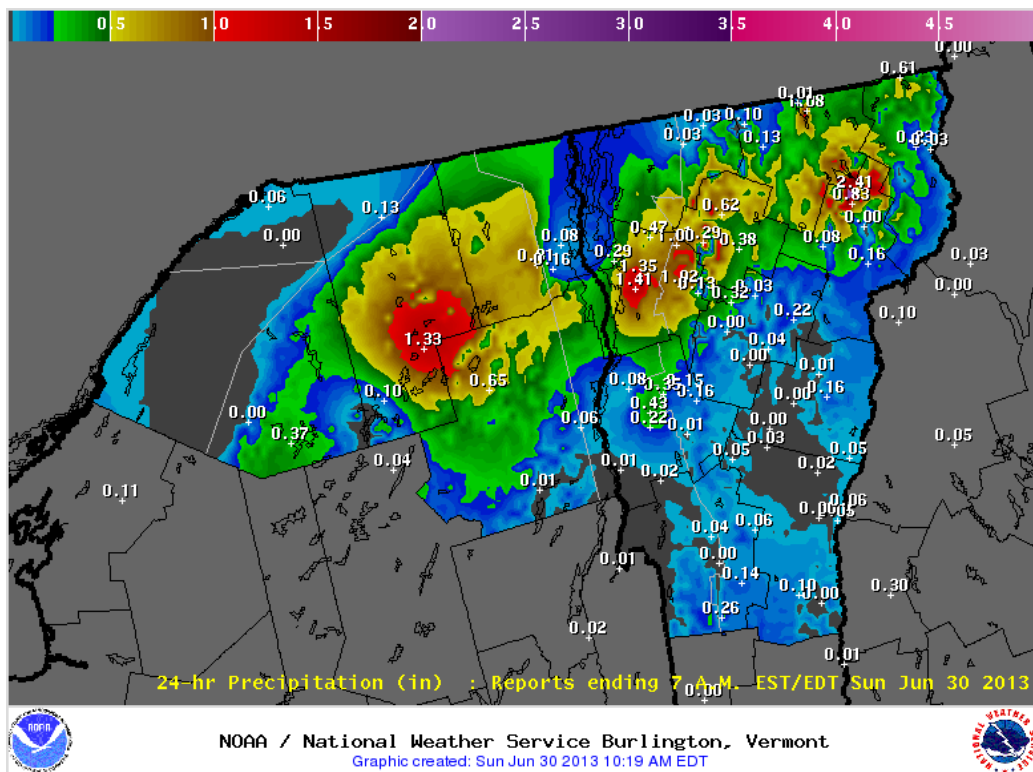 0.5 1.0 1.5 2.0 2.5 3.0 3.5 4.0 4.5
0.00
0.61
0.01
0.03 0.10
0.03 0.13
0.03
2.41
0.06
0.83
0.13
0.62 0.00
0.00
0.47
0.08 0.29 0.38 0.08
0.29 0.16 0.03
0.16 1.35
1.41 1.02 0.13
0.32 0.03 0.00
0.22 0.10
0.00
1.33 0.04
0.00
0.01
0.65 0.08 0.35 0.15 0.16
0.10 0.16 0.00
0.43
0.00 0.06 0.22 0.00
0.37 0.01 0.03 0.05
0.04 0.01 0.05 0.05
0.02 0.02
0.11 0.01
0.06
0.04 0.06
0.01 0.00
0.14
0.10 0.00 0.30
0.26
0.02
0.01
24-hr Precipitation (in) : Reports ending 7 A.M. EST/EDT Sun Jun 30 2013
0.00
NOAA
NOAA / National Weather Service Burlington, Vermont
Graphic created: Sun Jun 30 2013 10:19 AM EDT